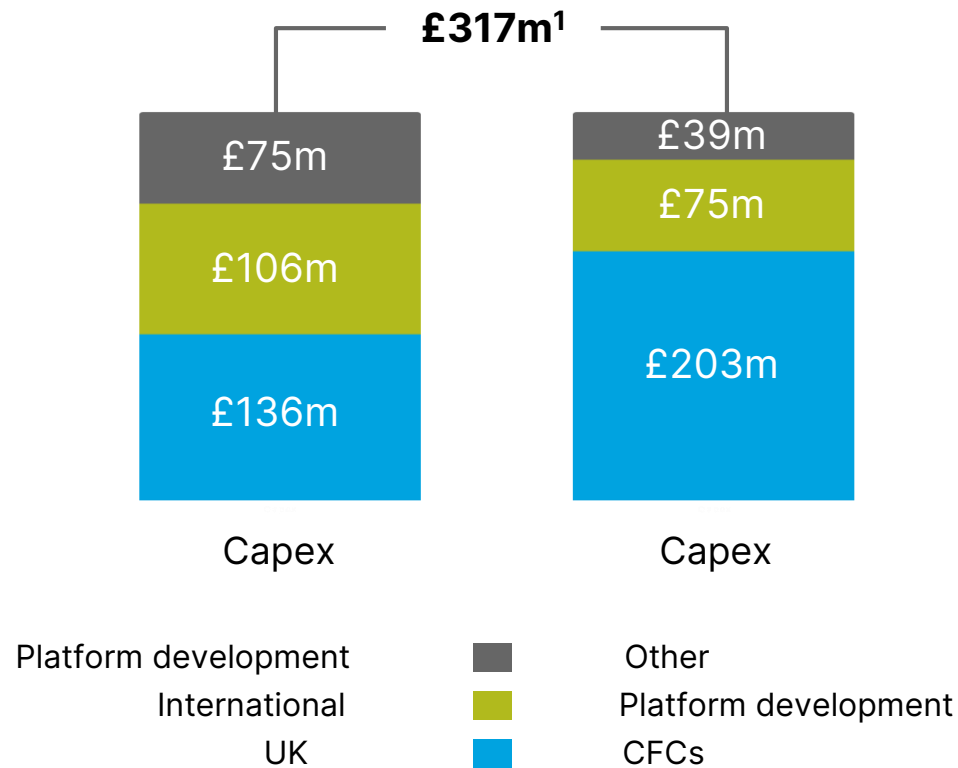 £317m¹
£75m
£39m
£106m
£75m
£136m
£203m
Capex
Capex
Platform development
Other
International
Platform development
UK
CFCs